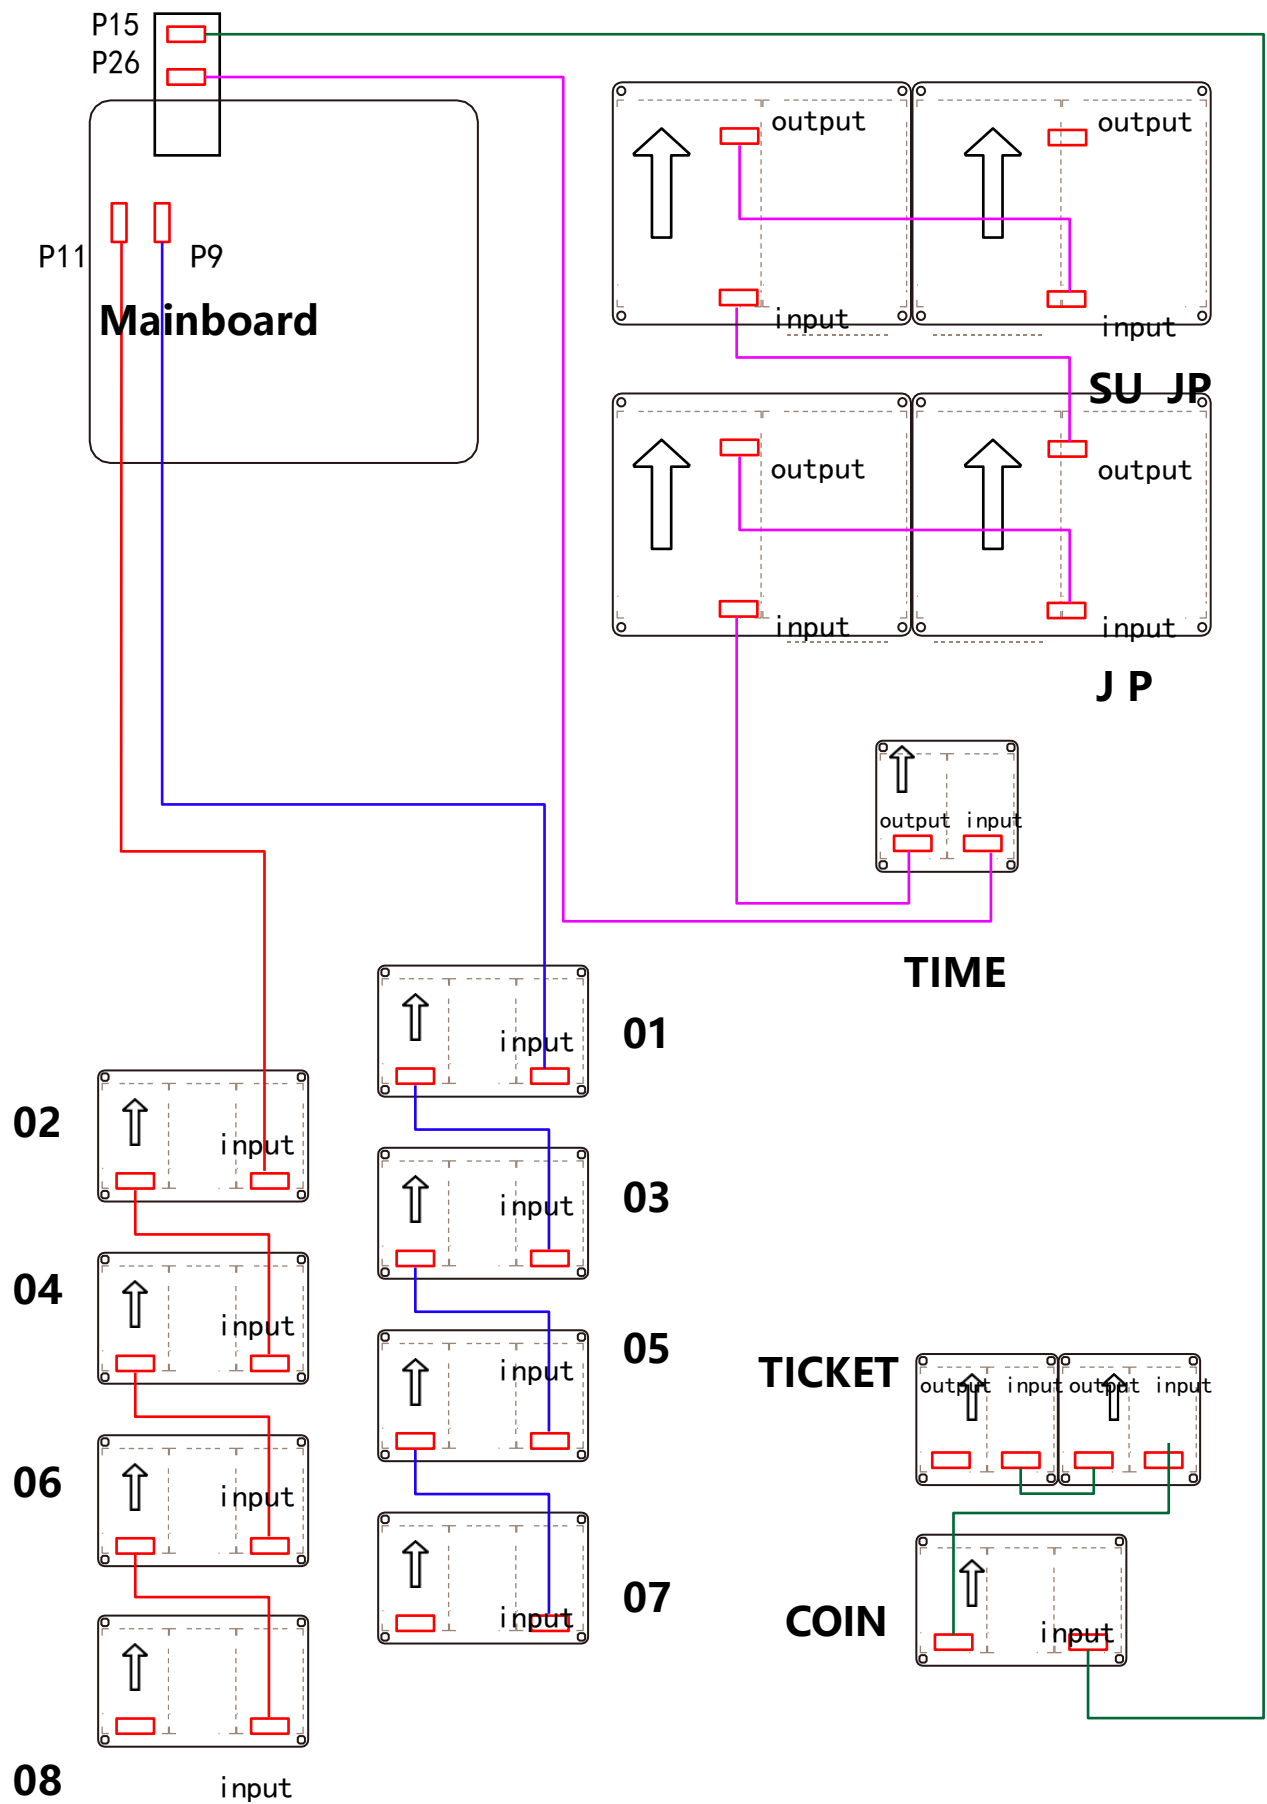 P15
P26
output
output
P11
P9
Mainboard
input
input
SU JP
output
output
input
input
J P
output input
TIME
input
01
02
input
input
03
04
input
05
input
TICKET
output input output input
06
input
input
07
COIN
input
08
input